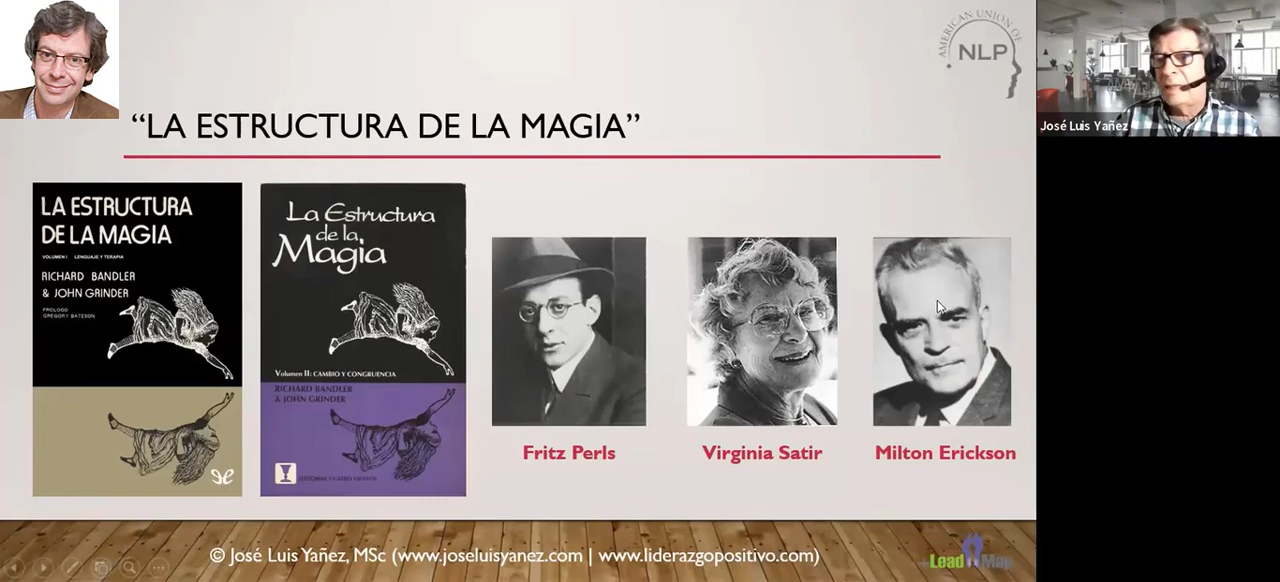 AMERICAN UNION OF
NLP
José Luis Yañez
“LA ESTRUCTURA DE LA MAGIA”
LA ESTRUCTURA
DE LA MAGIA
VOLUMEN I LENGUAJE Y TERAPIA
RICHARD BANDLER
& JOHN GRINDER
PROLOGO
GREGORY BATESON
La Estructura
de la
Magia
Volumen II: CAMBIO Y CONGRUENCIA
RICHARD BANDLER
& JOHN GRINDER
EDITORIAL CUATRO VIENTOS
Fritz Perls
Virginia Satir
Milton Erickson
© José Luis Yañez, MSc (www.joseluisyanez.com | www.liderazgopositivo.com)
+Lead Map